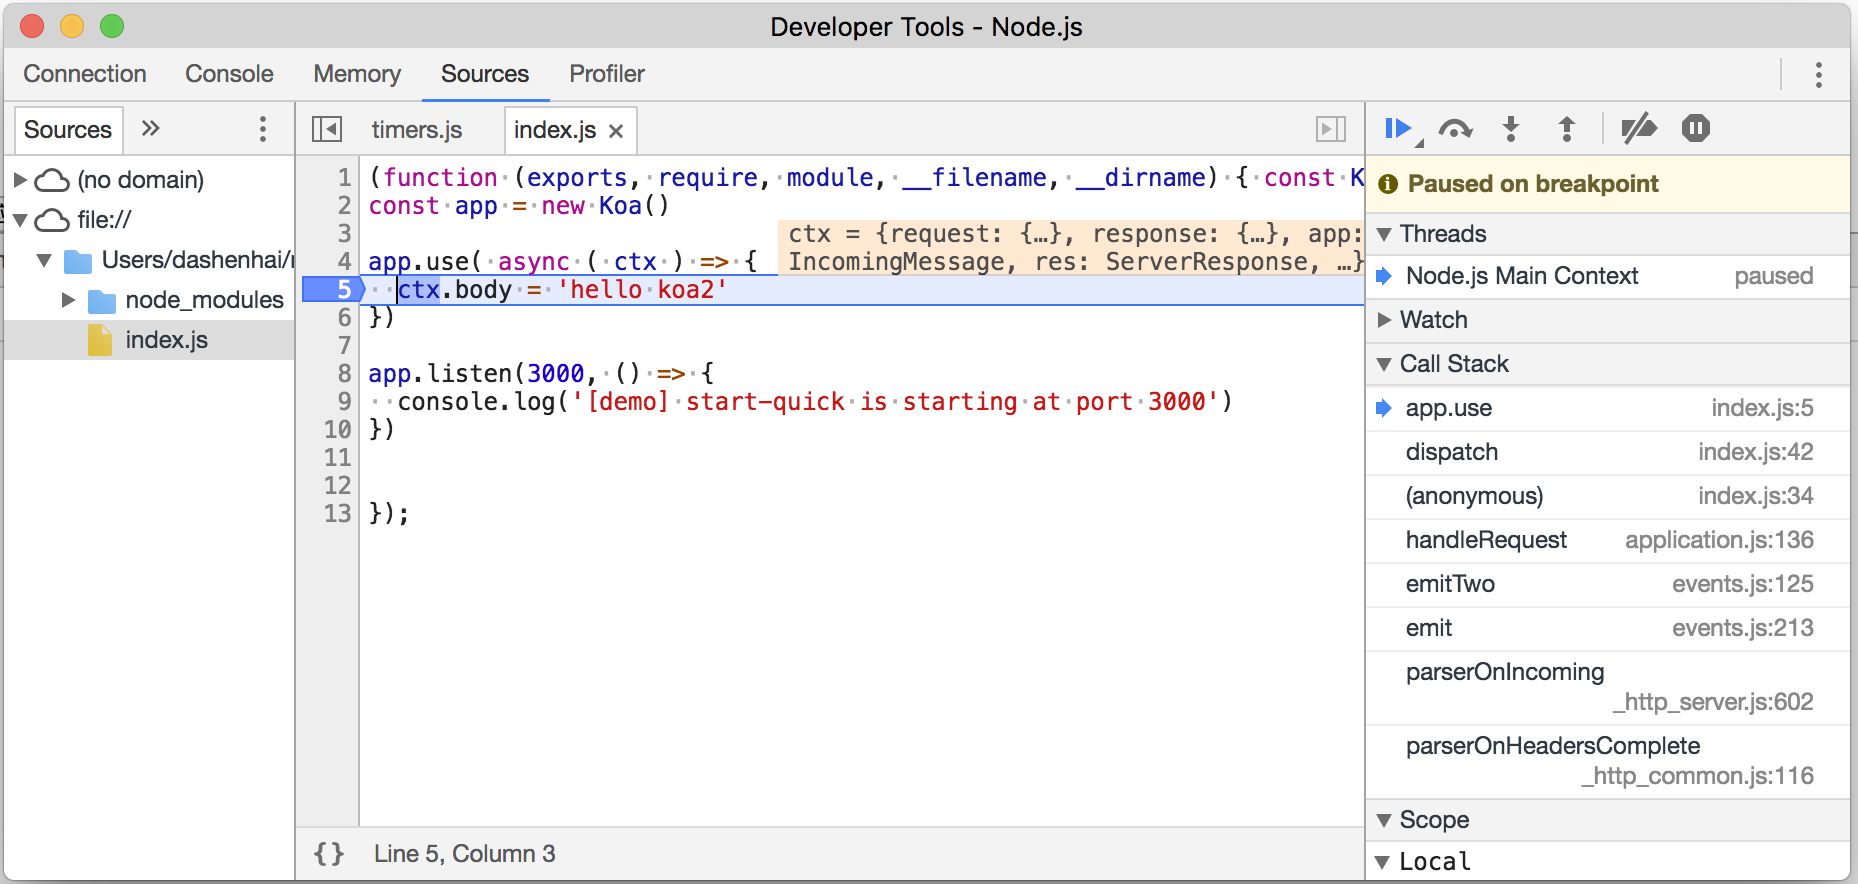 Developer Tools - Node.js
Connection Console Memory Sources Profiler
Sources
(no domain)
file://
Users/dashenhai/
node_modules
index.js
timers.js index.js
1 (function (exports, require, module, __filename, __dirname) { const K
2 const app = new Koa()
3
ctx = {request: {…}, response: {…}, app:
4 app.use( async ( ctx ) => {
IncomingMessage, res: ServerResponse, …}
5 ctx.body = 'hello koa2'
6 })
7
8 app.listen(3000, () => {
9 console.log('[demo] start-quick is starting at port 3000')
10 })
11
12
13 });
{} Line 5, Column 3
Paused on breakpoint
Threads
Node.js Main Context paused
Watch
Call Stack
app.use index.js:5
dispatch index.js:42
(anonymous) index.js:34
handleRequest application.js:136
emitTwo events.js:125
emit events.js:213
parserOnIncoming
_http_server.js:602
parserOnHeadersComplete
_http_common.js:116
Scope
Local